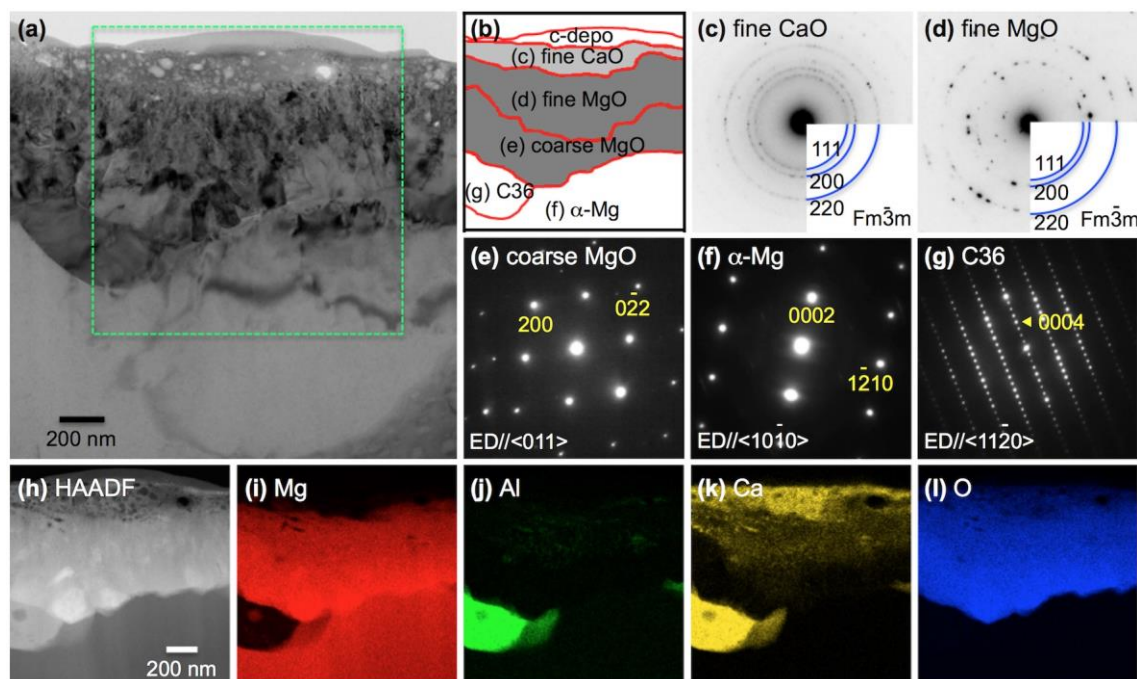 (a)
200 nm
(b)
c-depo
(c) fine CaO
(d) fine MgO
(e) coarse MgO
(g) C36
(f) α-Mg
(c) fine CaO
111
200
220
Fm3̄m
(d) fine MgO
111
200
220
Fm3̄m
(e) coarse MgO
200
02̄2
ED//<011>
(f) α-Mg
0002
12̄10
ED//<101̄0>
(g) C36
0004
ED//<112̄0>
(h) HAADF
200 nm
(i) Mg
(j) Al
(k) Ca
(l) O